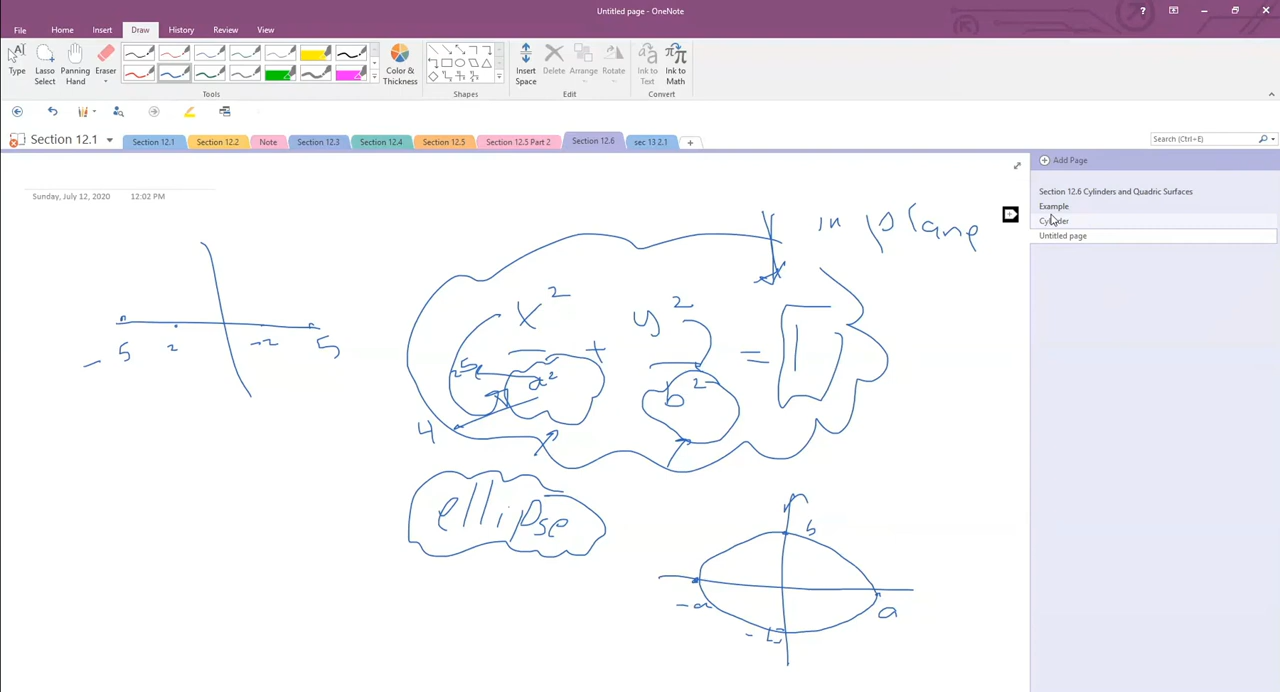 Untitled page - OneNote
?
File Home Insert Draw History Review View
Type
Lasso Select
Panning Hand
Eraser
Color & Thickness
Insert Space
Delete
Arrange
Rotate
Ink to Text
Ink to Math
Tools
Shapes
Edit
Convert
Section 12.1
Section 12.1 Section 12.2 Note Section 12.3 Section 12.4 Section 12.5 Section 12.5 Part 2 Section 12.6 sec 13 2.1
Search (Ctrl+E)
Add Page
Section 12.6 Cylinders and Quadric Surfaces
Example
Cylinder
Untitled page
Sunday, July 12, 2020 12:02 PM
in plane
x² + y² = 1
25 a² b²
4
-5 2 -2 5
ellipse
b
-a a
-b